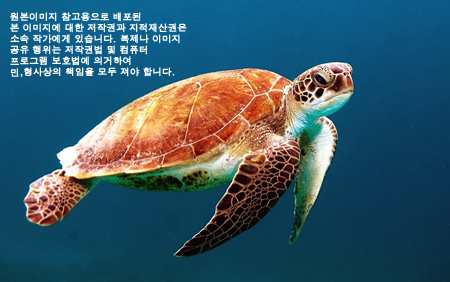 원본이미지 참고용으로 배포된
본 이미지에 대한 저작권과 지적재산권은
소속 작가에게 있습니다. 복제나 이미지
공유 행위는 저작권법 및 컴퓨터
프로그램 보호법에 의거하여
민,형사상의 책임을 모두 져야 합니다.